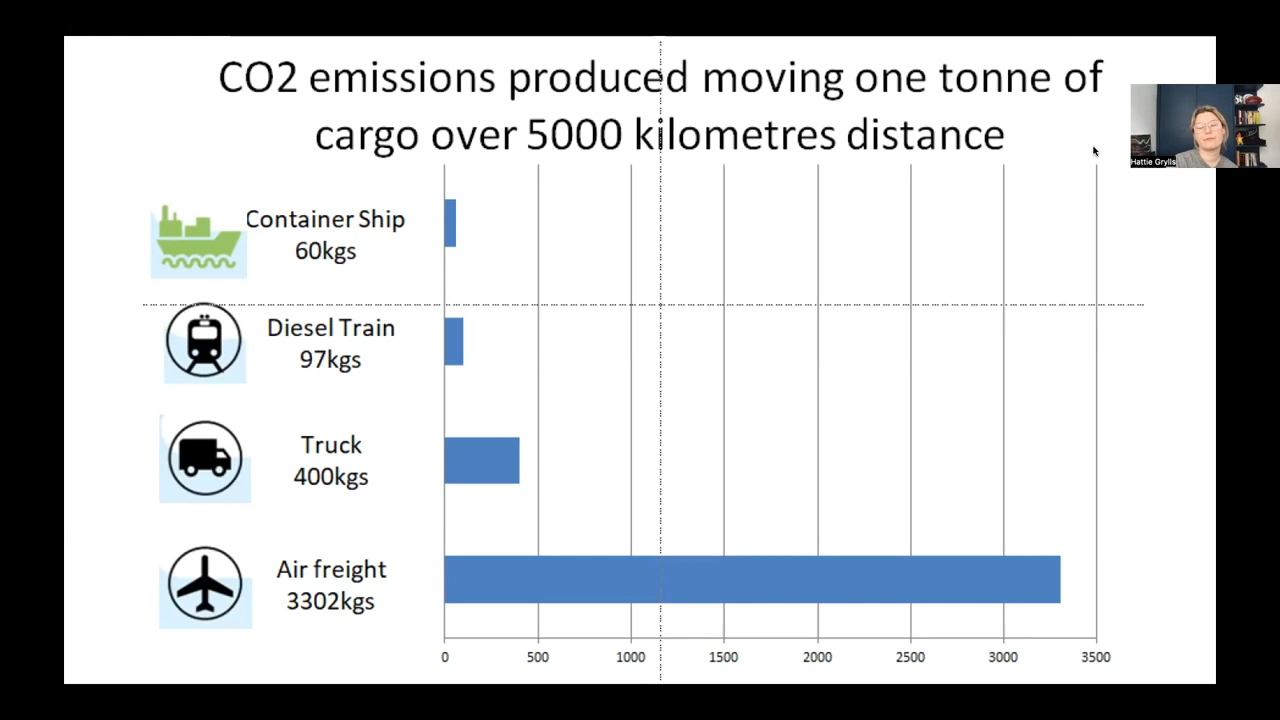 CO2 emissions produced moving one tonne of
cargo over 5000 kilometres distance
Hattie Grylls
Container Ship
60kgs
Diesel Train
97kgs
Truck
400kgs
Air freight
3302kgs
0 500 1000 1500 2000 2500 3000 3500